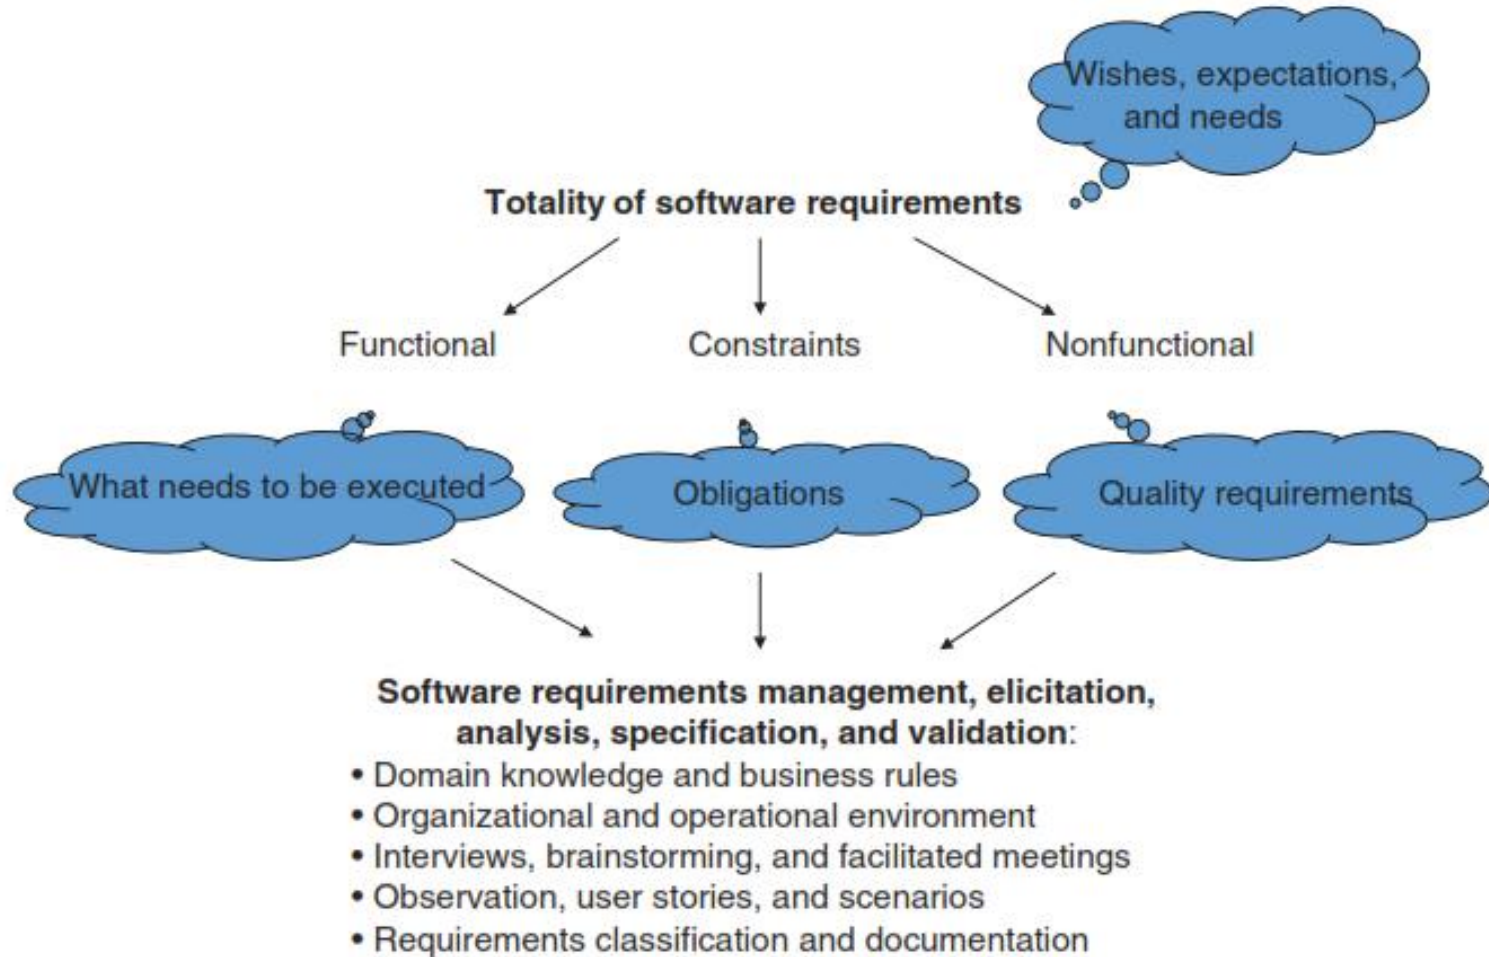 Wishes, expectations,
and needs
Totality of software requirements
Functional
Constraints
Nonfunctional
What needs to be executed
Obligations
Quality requirements
Software requirements management, elicitation,
analysis, specification, and validation:
• Domain knowledge and business rules
• Organizational and operational environment
• Interviews, brainstorming, and facilitated meetings
• Observation, user stories, and scenarios
• Requirements classification and documentation